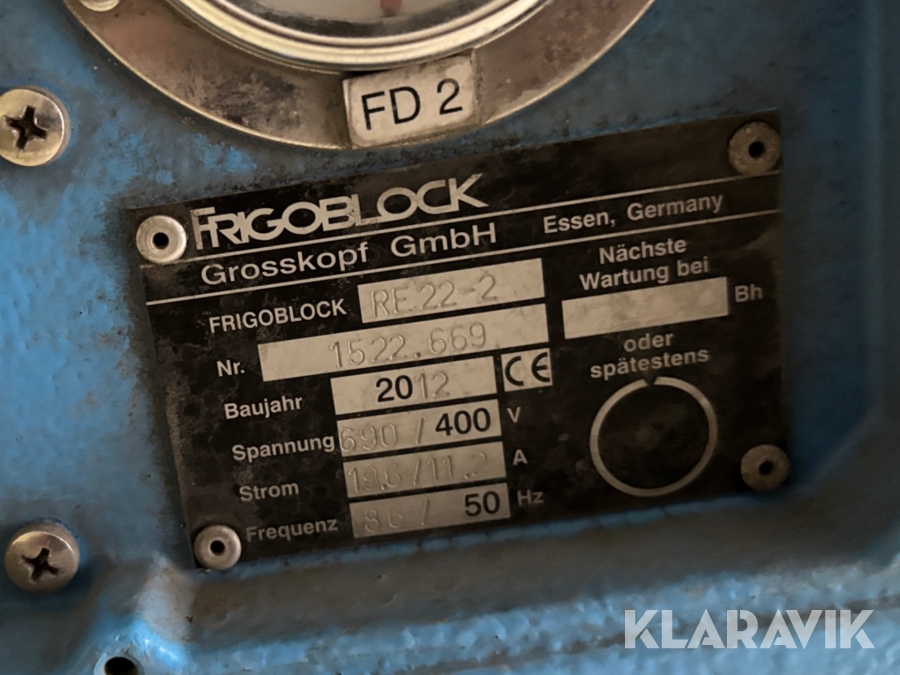 FD 2
FRIGOBLOCK
Grosskopf GmbH Essen, Germany
FRIGOBLOCK RE 22-2
Nr. 1522.669
Baujahr 2012 CE
Spannung 690 / 400 V
Strom 19.6 / 11.2 A
Frequenz / 50 Hz
Nächste
Wartung bei
Bh
oder
spätestens
KLARAVIK